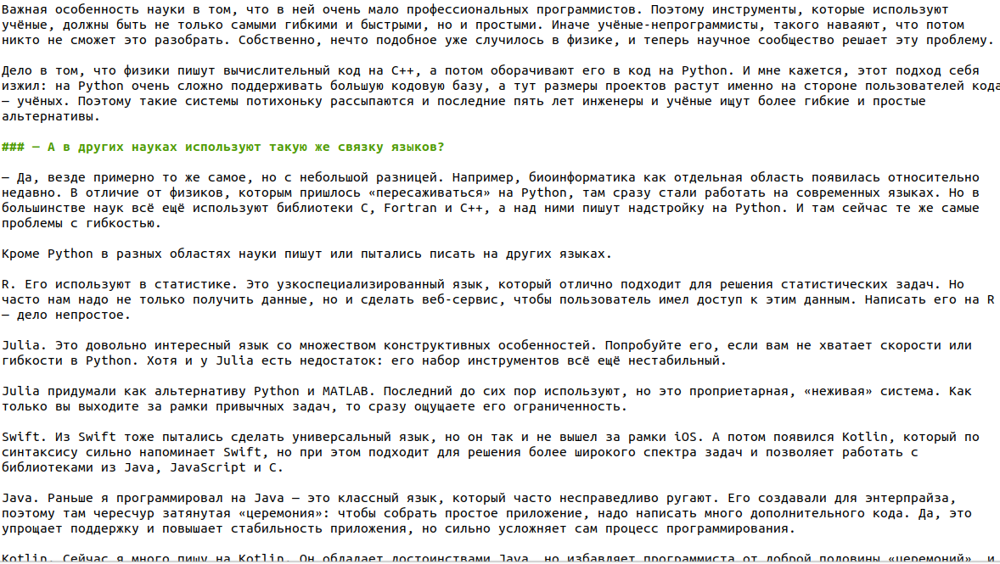 Важная особенность науки в том, что в ней очень мало профессиональных программистов. Поэтому инструменты, которые используют
учёные, должны быть не только самыми гибкими и быстрыми, но и простыми. Иначе учёные-непрограммисты, такого наваяют, что потом
никто не сможет это разобрать. Собственно, нечто подобное уже случилось в физике, и теперь научное сообщество решает эту проблему.
Дело в том, что физики пишут вычислительный код на C++, а потом оборачивают его в код на Python. И мне кажется, этот подход себя
изжил: на Python очень сложно поддерживать большую кодовую базу, а тут размеры проектов растут именно на стороне пользователей кода
— учёных. Поэтому такие системы потихоньку рассыпаются и последние пять лет инженеры и учёные ищут более гибкие и простые
альтернативы.
### — А в других науках используют такую же связку языков?
— Да, везде примерно то же самое, но с небольшой разницей. Например, биоинформатика как отдельная область появилась относительно
недавно. В отличие от физиков, которым пришлось «пересаживаться» на Python, там сразу стали работать на современных языках. Но в
большинстве наук всё ещё используют библиотеки C, Fortran и C++, а над ними пишут надстройку на Python. И там сейчас те же самые
проблемы с гибкостью.
Кроме Python в разных областях науки пишут или пытались писать на других языках.
R. Его используют в статистике. Это узкоспециализированный язык, который отлично подходит для решения статистических задач. Но
часто нам надо не только получить данные, но и сделать веб-сервис, чтобы пользователь имел доступ к этим данным. Написать его на R
— дело непростое.
Julia. Это довольно интересный язык со множеством конструктивных особенностей. Попробуйте его, если вам не хватает скорости или
гибкости в Python. Хотя и у Julia есть недостаток: его набор инструментов всё ещё нестабильный.
Julia придумали как альтернативу Python и MATLAB. Последний до сих пор используют, но это проприетарная, «неживая» система. Как
только вы выходите за рамки привычных задач, то сразу ощущаете его ограниченность.
Swift. Из Swift тоже пытались сделать универсальный язык, но он так и не вышел за рамки iOS. А потом появился Kotlin, который по
синтаксису сильно напоминает Swift, но при этом подходит для решения более широкого спектра задач и позволяет работать с
библиотеками из Java, JavaScript и C.
Java. Раньше я программировал на Java — это классный язык, который часто несправедливо ругают. Его создавали для энтерпрайза,
поэтому там чересчур затянутая «церемония»: чтобы собрать простое приложение, надо написать много дополнительного кода. Да, это
упрощает поддержку и повышает стабильность приложения, но сильно усложняет сам процесс программирования.
Kotlin. Сейчас я много пишу на Kotlin. Он обладает достоинствами Java, но избавляет программиста от доброй половины «церемоний», и